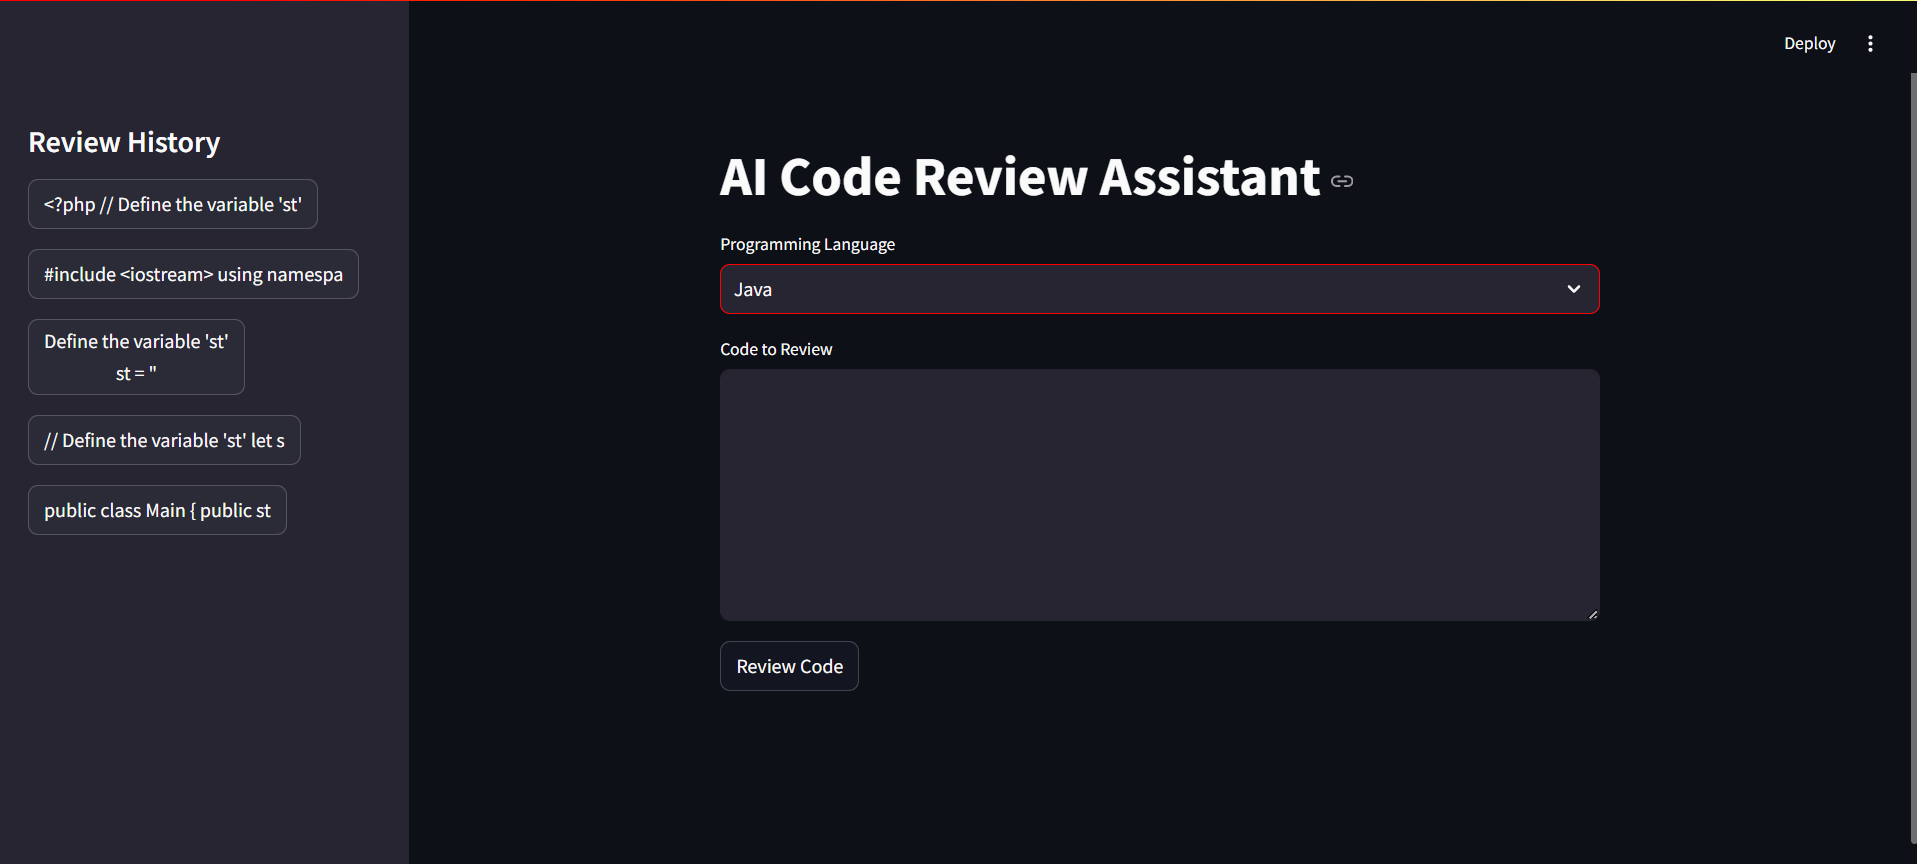 Deploy
Review History
<?php // Define the variable 'st'
#include <iostream> using namespa
Define the variable 'st'
st = "
// Define the variable 'st' let s
public class Main { public st
AI Code Review Assistant
Programming Language
Java
Code to Review
Review Code